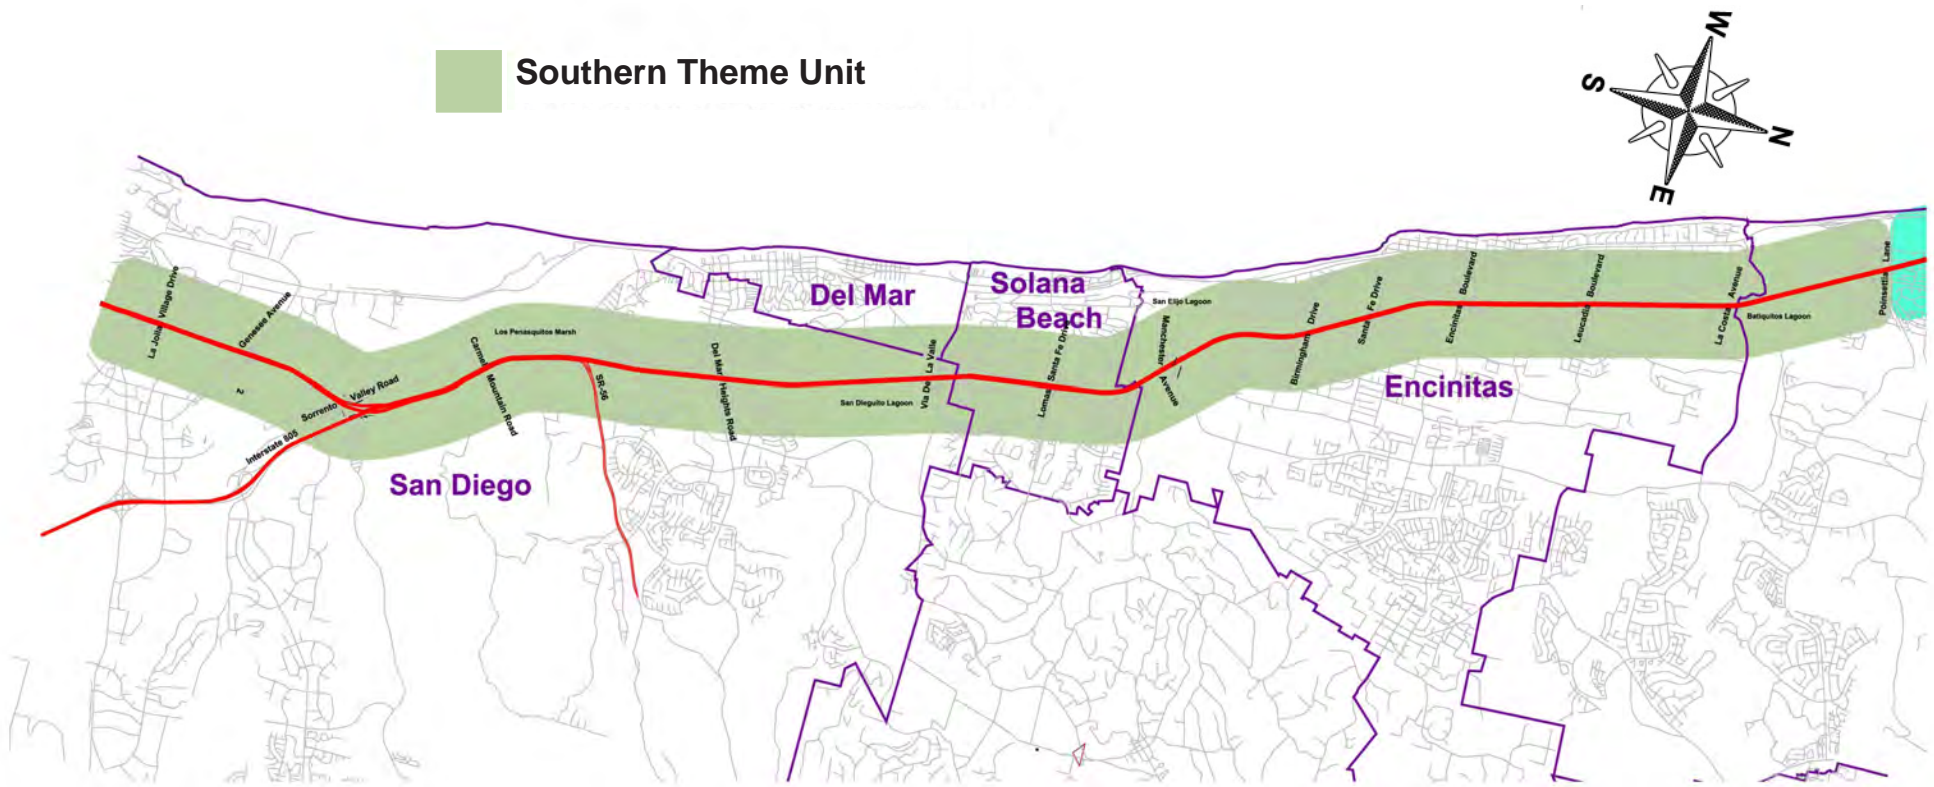 Southern Theme Unit
W
S
N
E
Del Mar
Solana
Beach
San Diego
Encinitas
La Jolla Village Drive
Genesee Avenue
2
Interstate 805
Sorrento Valley Road
Carmel Mountain Road
Los Penasquitos Marsh
SR-56
Del Mar Heights Road
San Dieguito Lagoon
Via De La Valle
Lomas Santa Fe Drive
San Elijo Lagoon
Manchester Avenue
Birmingham Drive
Santa Fe Drive
Encinitas Boulevard
Leucadia Boulevard
La Costa Avenue
Batiquitos Lagoon
Poinsettia Lane